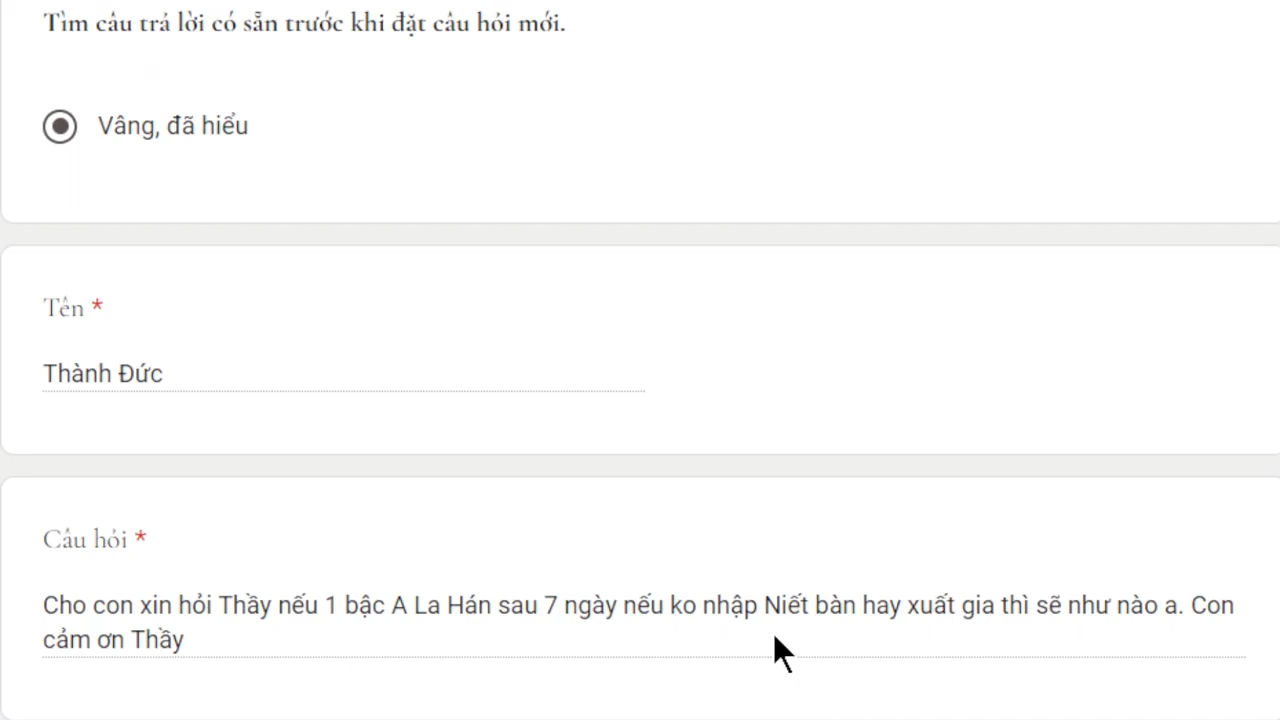 Tìm câu trả lời có sẵn trước khi đặt câu hỏi mới.
Vâng, đã hiểu
Tên *
Thành Đức
Câu hỏi *
Cho con xin hỏi Thầy nếu 1 bậc A La Hán sau 7 ngày nếu ko nhập Niết bàn hay xuất gia thì sẽ như nào a. Con
cảm ơn Thầy